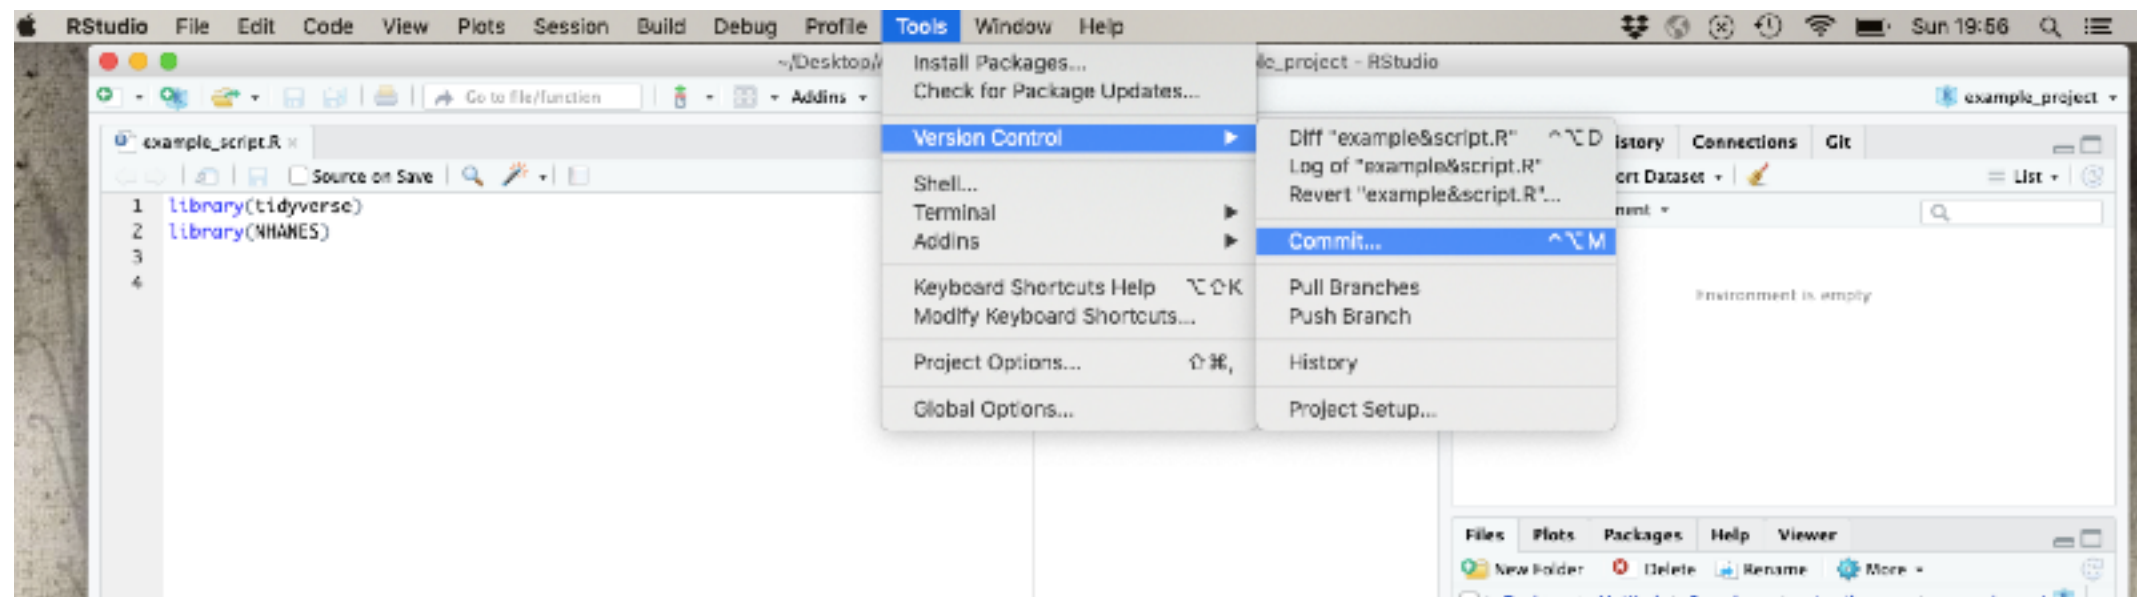 RStudio File Edit Code View Plots Session Build Debug Profile Tools Window Help Sun 19:56
~/Desktop/ le_project - RStudio
Go to file/function Addins example_project
Install Packages...
Check for Package Updates...
Version Control
Shell...
Terminal
Addins
Keyboard Shortcuts Help ⌥⇧K
Modify Keyboard Shortcuts...
Project Options... ⇧⌘,
Global Options...
Diff "example&script.R" ^⌥D
Log of "example&script.R"
Revert "example&script.R"...
Commit... ^⌥M
Pull Branches
Push Branch
History
Project Setup...
example_script.R
Source on Save
1 library(tidyverse)
2 library(NHANES)
3
4
istory Connections Git
ort Dataset List
ment
Environment is empty
Files Plots Packages Help Viewer
New Folder Delete Rename More